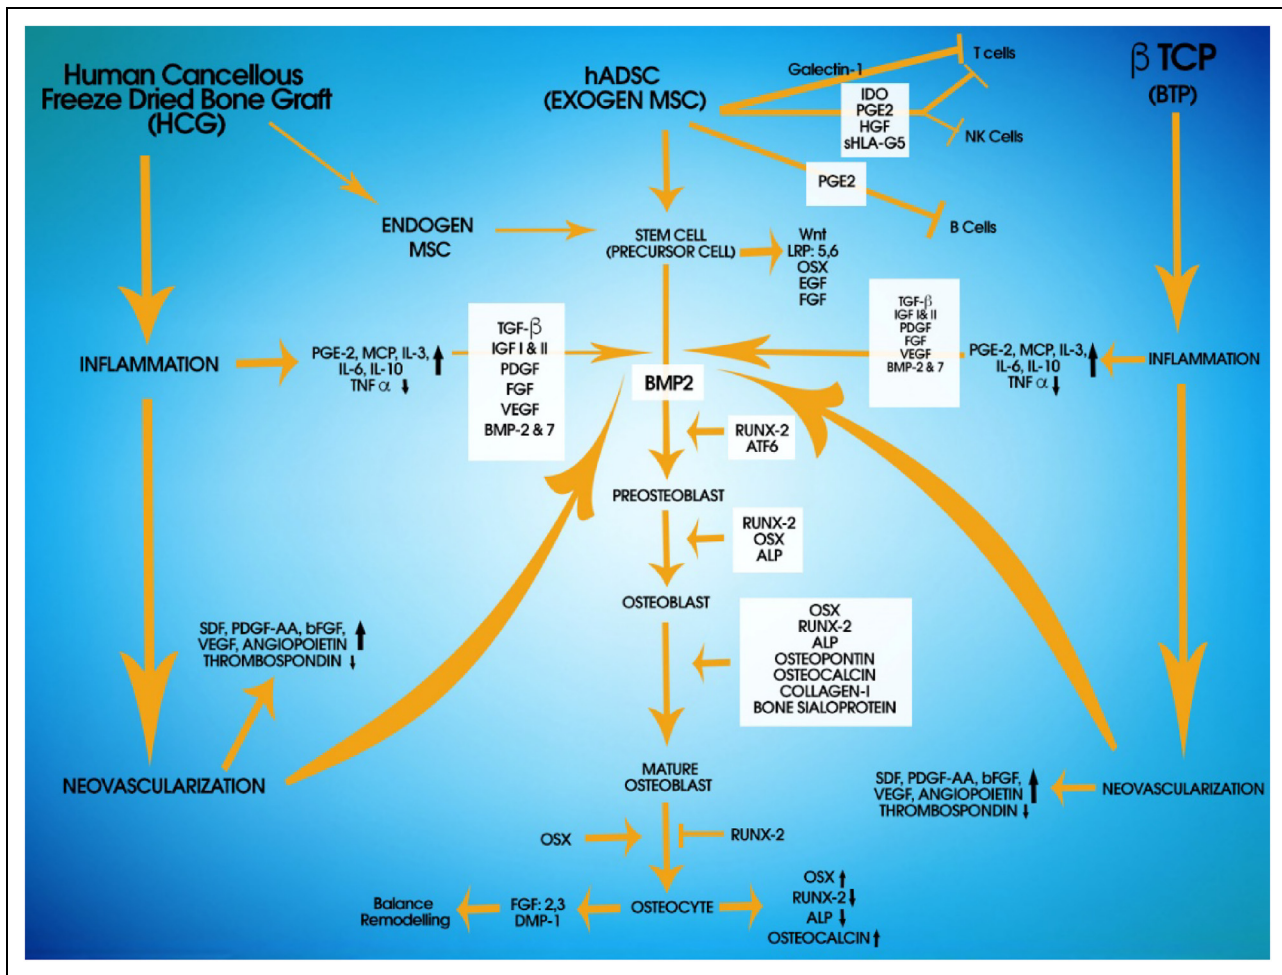 Human Cancellous
Freeze Dried Bone Graft
(HCG)
hADSC
(EXOGEN MSC)
Galectin-1
T cells
IDO
PGE2
HGF
sHLA-G5
NK Cells
PGE2
B Cells
β TCP
(BTP)
ENDOGEN
MSC
STEM CELL
(PRECURSOR CELL)
Wnt
LRP: 5,6
OSX
EGF
FGF
INFLAMMATION
PGE-2, MCP, IL-3,
IL-6, IL-10
TNF α
TGF-β
IGF I & II
PDGF
FGF
VEGF
BMP-2 & 7
BMP2
TGF-β
IGF I& II
PDGF
FGF
VEGF
BMP-2 & 7
PGE-2, MCP, IL-3,
IL-6, IL-10
TNF α
INFLAMMATION
RUNX-2
ATF6
PREOSTEOBLAST
RUNX-2
OSX
ALP
OSTEOBLAST
OSX
RUNX-2
ALP
OSTEOPONTIN
OSTEOCALCIN
COLLAGEN-I
BONE SIALOPROTEIN
SDF, PDGF-AA, bFGF,
VEGF, ANGIOPOIETIN
THROMBOSPONDIN
NEOVASCULARIZATION
MATURE
OSTEOBLAST
SDF, PDGF-AA, bFGF,
VEGF, ANGIOPOIETIN
THROMBOSPONDIN
NEOVASCULARIZATION
OSX
RUNX-2
Balance
Remodelling
FGF: 2,3
DMP-1
OSTEOCYTE
OSX
RUNX-2
ALP
OSTEOCALCIN